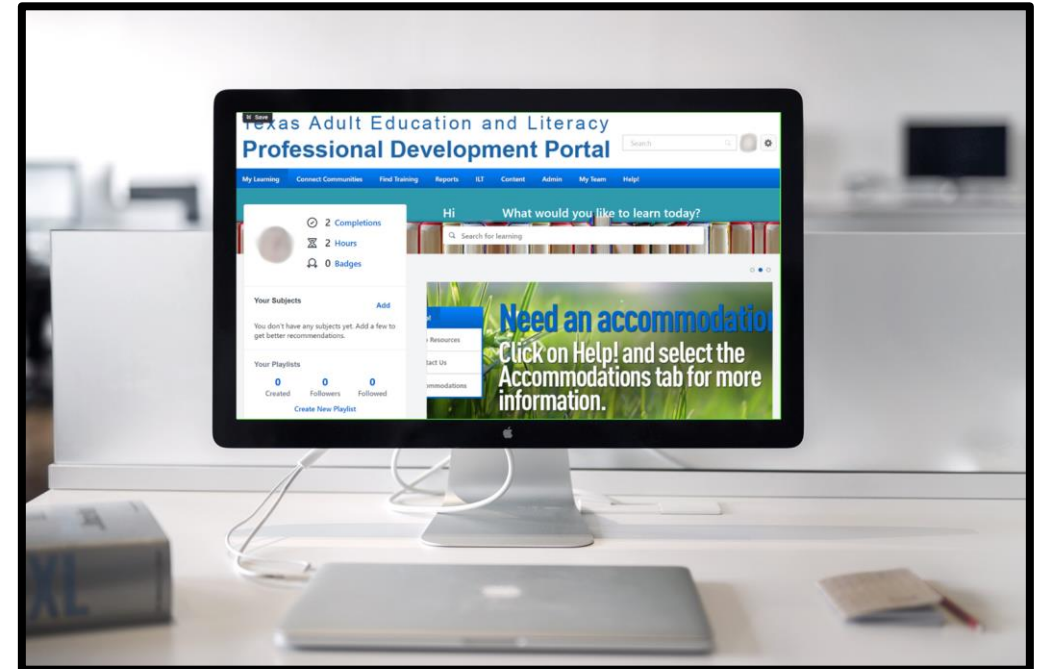 Save
Texas Adult Education and Literacy
Professional Development Portal
Search
My Learning Connect Communities Find Training Reports ILT Content Admin My Team Help!
Hi What would you like to learn today?
Search for learning
2 Completions
2 Hours
0 Badges
Your Subjects Add
You don't have any subjects yet. Add a few to
get better recommendations.
Your Playlists
0 0 0
Created Followers Followed
Create New Playlist
Resources
tact Us
mmodations
Need an accommodation
Click on Help! and select the
Accommodations tab for more
information.
XL